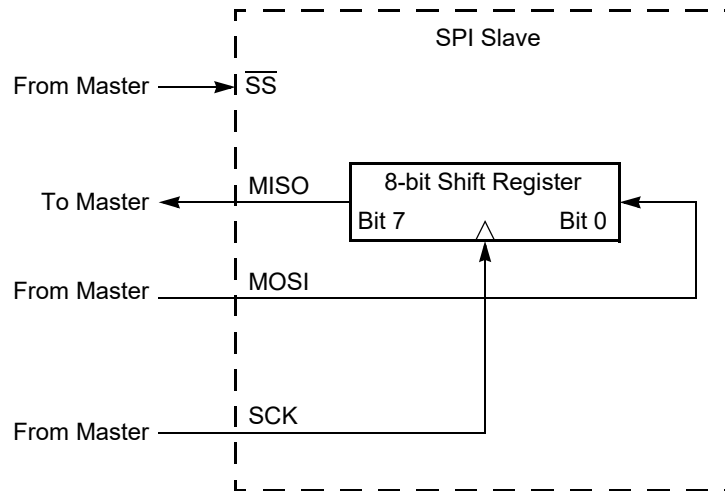 SPI Slave
From Master
S̅S̅
To Master
MISO
8-bit Shift Register
Bit 7
Bit 0
From Master
MOSI
From Master
SCK